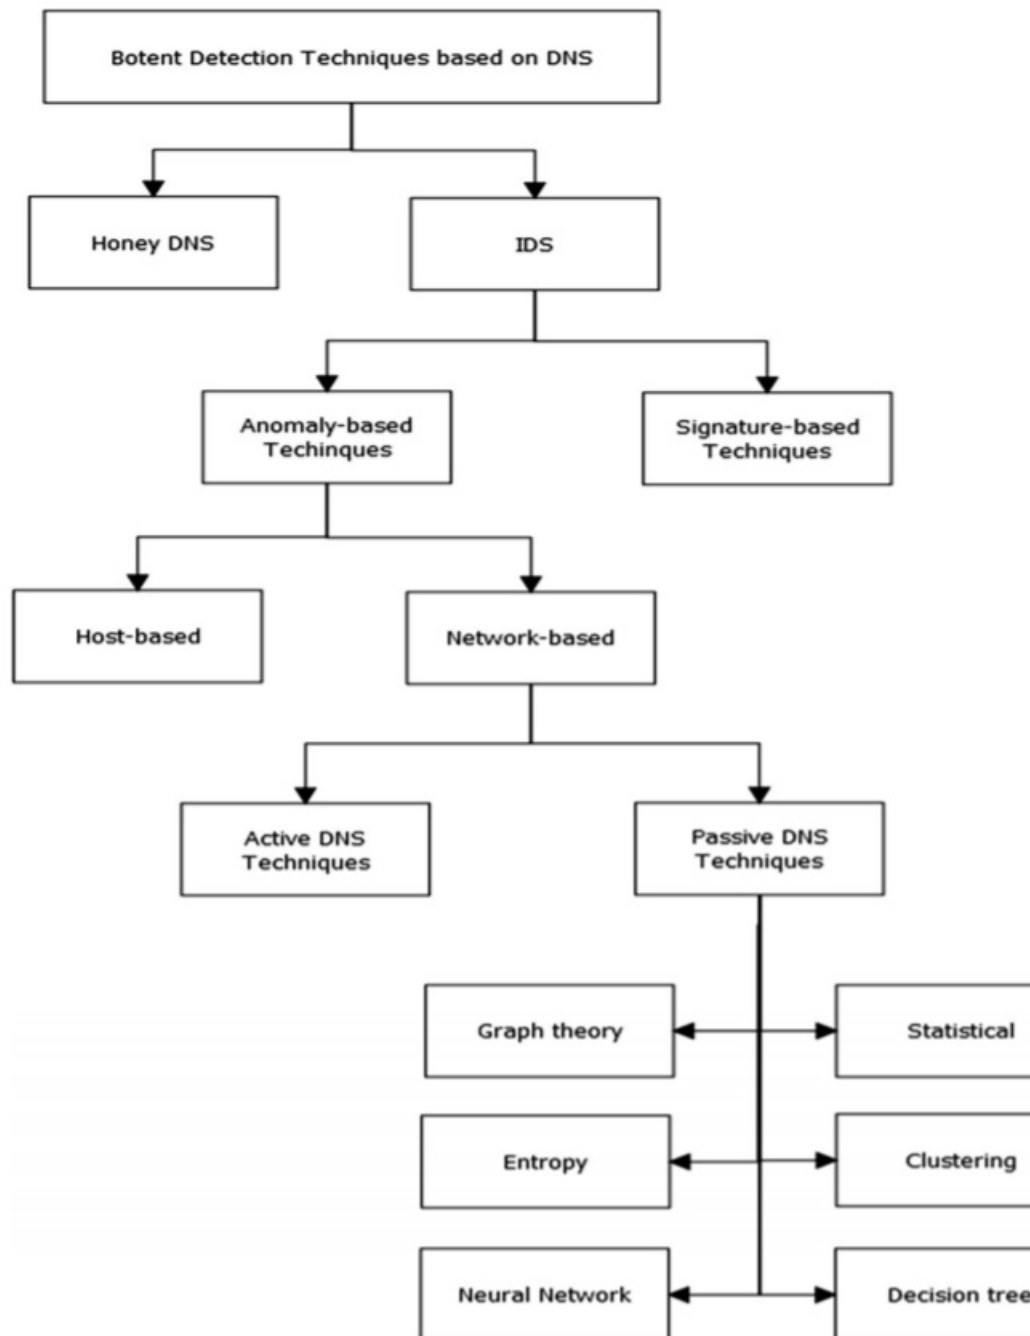 Botent Detection Techniques based on DNS
Honey DNS
IDS
Anomaly-based
Techinques
Signature-based
Techniques
Host-based
Network-based
Active DNS
Techniques
Passive DNS
Techniques
Graph theory
Statistical
Entropy
Clustering
Neural Network
Decision tree